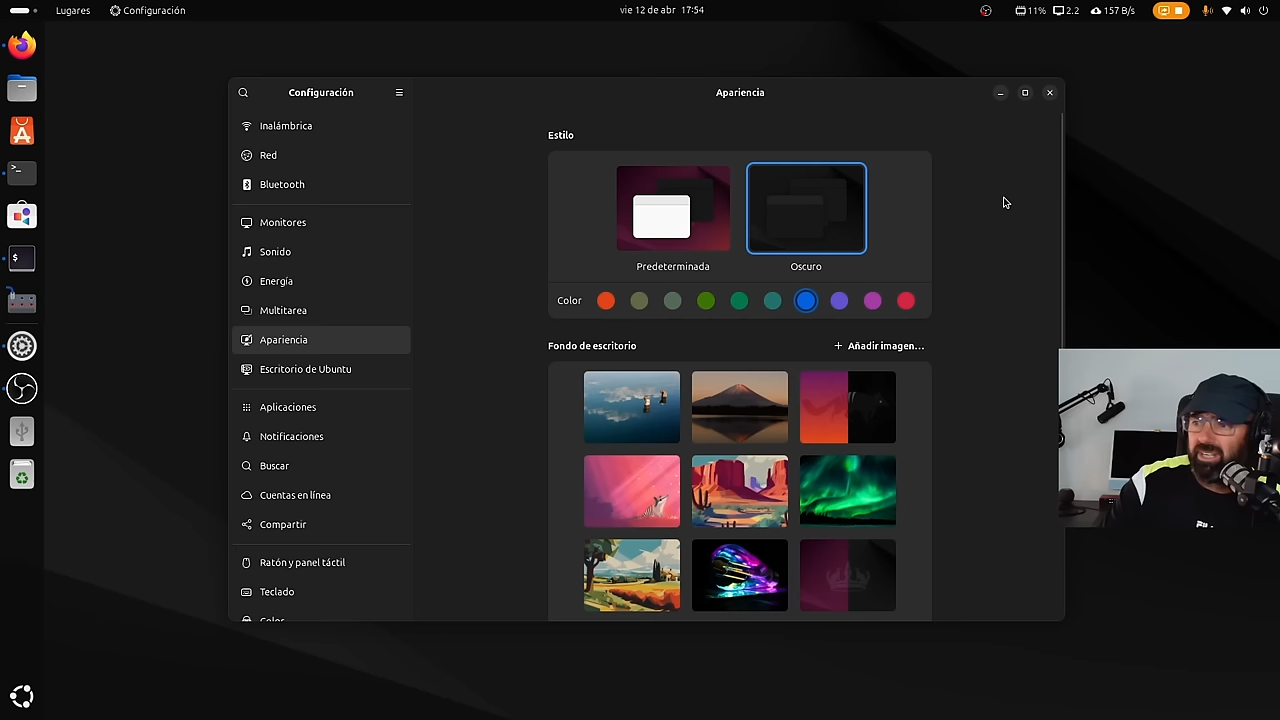 Lugares
Configuración
vie 12 de abr 17:54
11%
2.2
157 B/s
Configuración
Apariencia
Inalámbrica
Red
Bluetooth
Monitores
Sonido
Energía
Multitarea
Apariencia
Escritorio de Ubuntu
Aplicaciones
Notificaciones
Buscar
Cuentas en línea
Compartir
Ratón y panel táctil
Teclado
Color
Estilo
Predeterminada
Oscuro
Color
Fondo de escritorio
+ Añadir imagen...